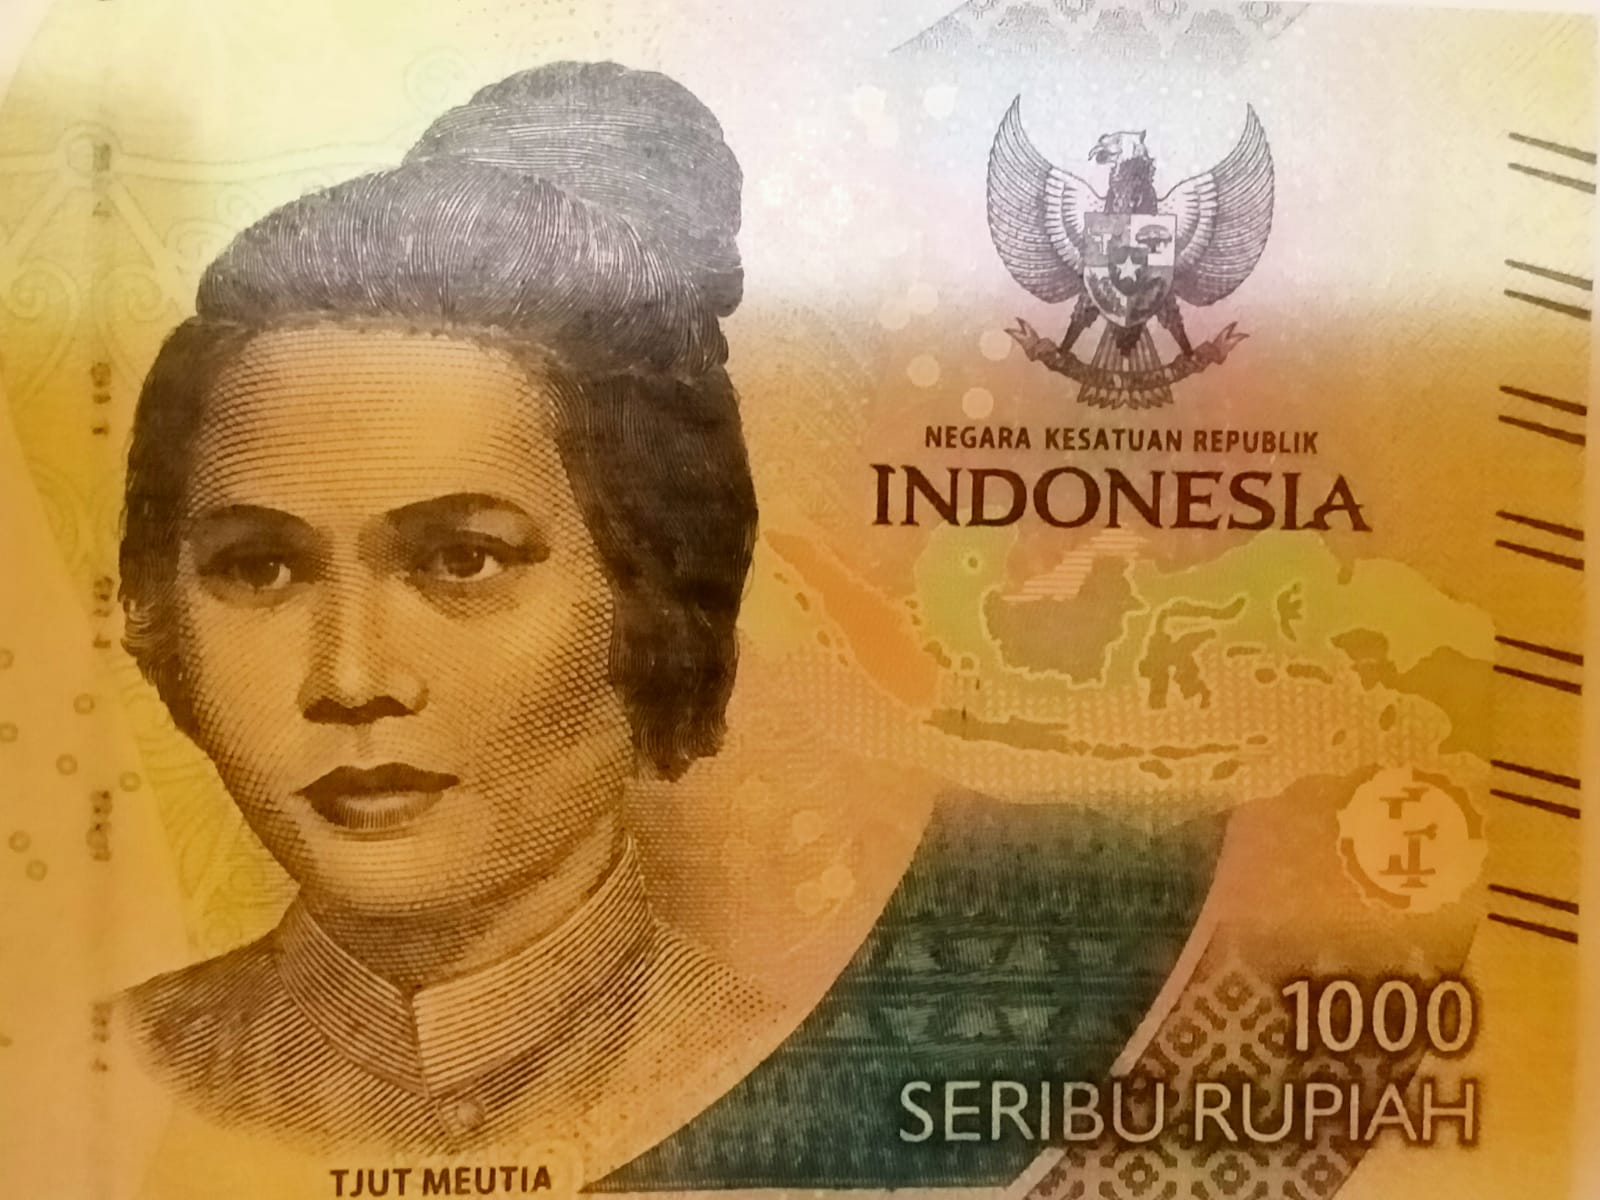 NEGARA KESATUAN REPUBLIK
INDONESIA
1000
SERIBU RUPIAH
TJUT MEUTIA